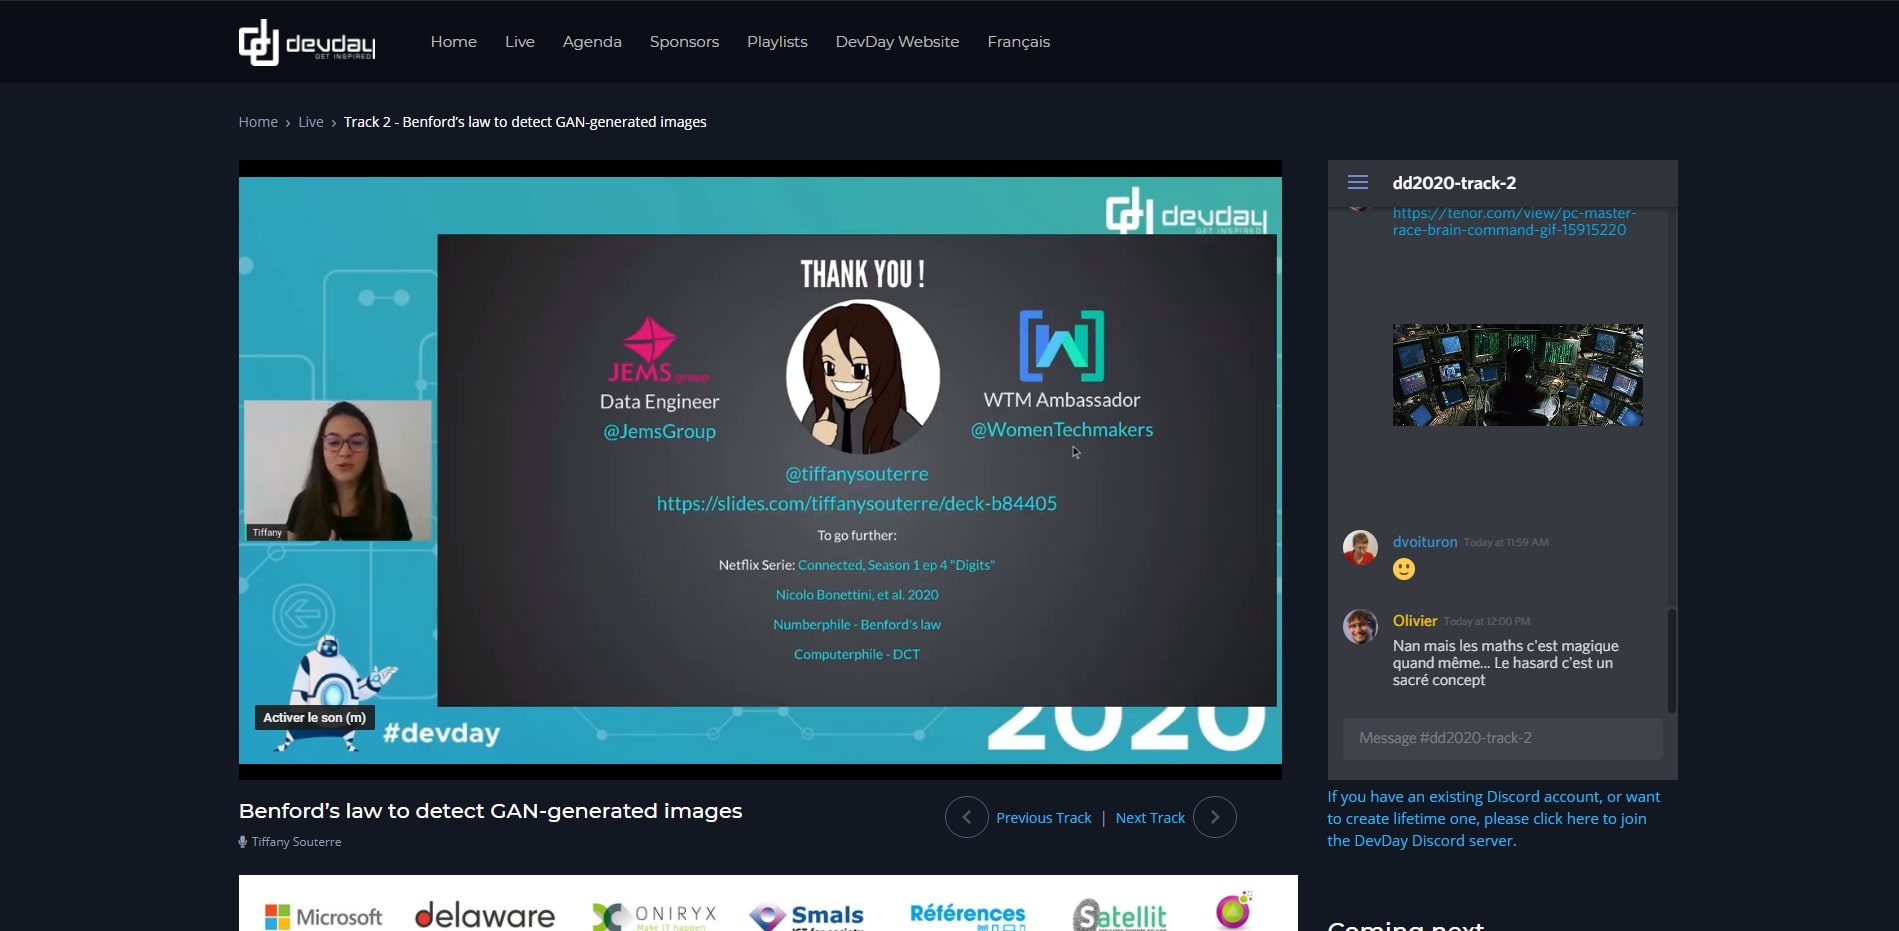 devday
GET INSPIRED
Home
Live
Agenda
Sponsors
Playlists
DevDay Website
Français
Home › Live › Track 2 - Benford’s law to detect GAN-generated images
devday
GET INSPIRED
THANK YOU !
JEMS group
Data Engineer
@JemsGroup
WTM Ambassador
@WomenTechmakers
@tiffanysouterre
https://slides.com/tiffanysouterre/deck-b84405
To go further:
Netflix Serie: Connected, Season 1 ep 4 "Digits"
Nicolo Bonettini, et al. 2020
Numberphile - Benford's law
Computerphile - DCT
Tiffany
Activer le son (m)
#devday
2020
dd2020-track-2
https://tenor.com/view/pc-master-
race-brain-command-gif-15915220
dvoituron Today at 11:59 AM
Olivier Today at 12:00 PM
Nan mais les maths c'est magique
quand même... Le hasard c'est un
sacré concept
Message #dd2020-track-2
If you have an existing Discord account, or want
to create lifetime one, please click here to join
the DevDay Discord server.
Benford’s law to detect GAN-generated images
Tiffany Souterre
Previous Track | Next Track
Microsoft
delaware
ONIRYX
Make IT happen
Smals
ICT for society
Références
Satellit
Coming next